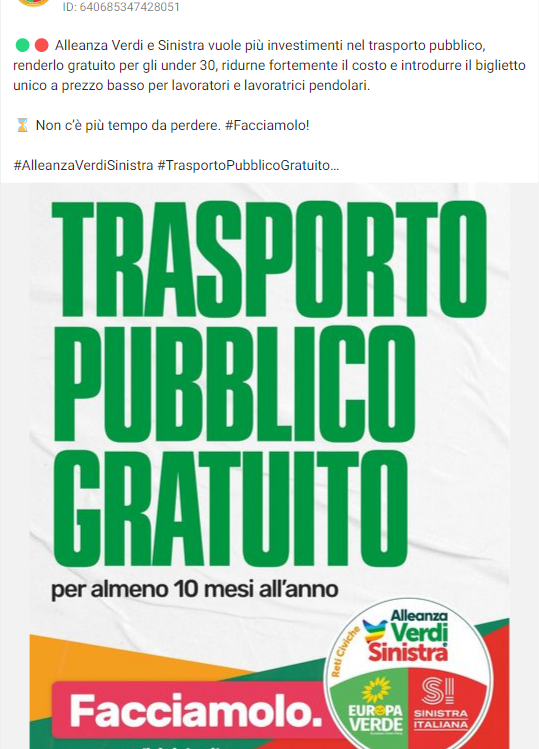 ID: 640685347428051
🟢🔴 Alleanza Verdi e Sinistra vuole più investimenti nel trasporto pubblico,
renderlo gratuito per gli under 30, ridurne fortemente il costo e introdurre il biglietto
unico a prezzo basso per lavoratori e lavoratrici pendolari.
⏳ Non c'è più tempo da perdere. #Facciamolo!
#AlleanzaVerdiSinistra #TrasportoPubblicoGratuito...
TRASPORTO
PUBBLICO
GRATUITO
per almeno 10 mesi all'anno
Alleanza
Verdi
Sinistra
Reti Civiche
EUROPA
VERDE
SI
SINISTRA
ITALIANA
Facciamolo.